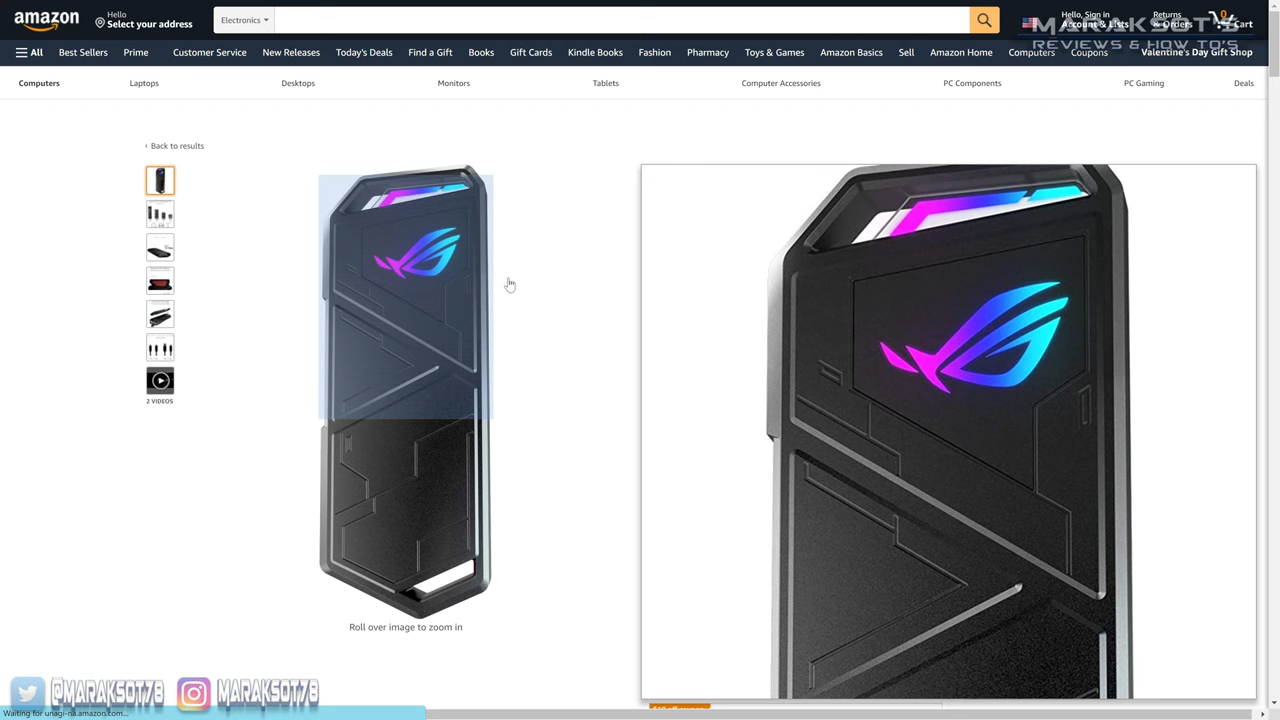 amazon
Hello
Select your address
Electronics
Hello, Sign in
Account & Lists
Returns
& Orders
0
Cart
MARAKSOT'S
REVIEWS & HOW TO'S
All
Best Sellers
Prime
Customer Service
New Releases
Today's Deals
Find a Gift
Books
Gift Cards
Kindle Books
Fashion
Pharmacy
Toys & Games
Amazon Basics
Sell
Amazon Home
Computers
Coupons
Valentine's Day Gift Shop
Computers
Laptops
Desktops
Monitors
Tablets
Computer Accessories
PC Components
PC Gaming
Deals
‹ Back to results
2 VIDEOS
Roll over image to zoom in
@MARAKSOT78
MARAKSOT78
Waiting for unagi-na.amazon.com...